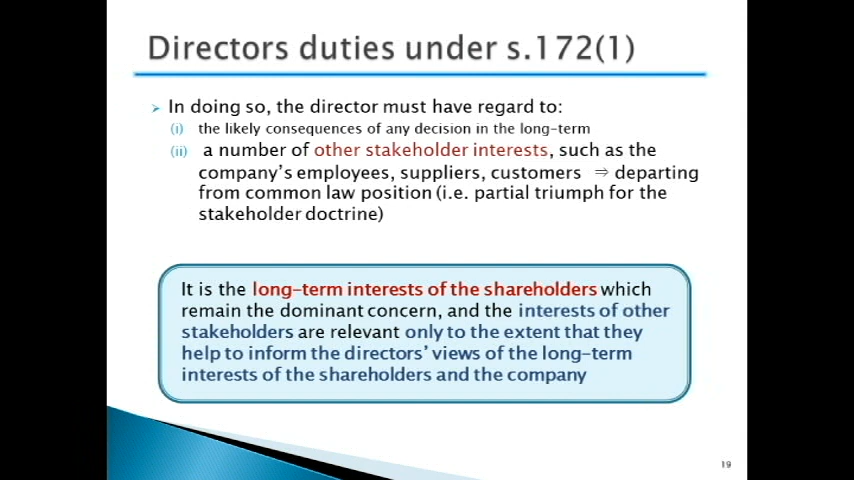 Directors duties under s.172(1)
➢ In doing so, the director must have regard to:
(i) the likely consequences of any decision in the long-term
(ii) a number of other stakeholder interests, such as the
company's employees, suppliers, customers ⇒ departing
from common law position (i.e. partial triumph for the
stakeholder doctrine)
It is the long-term interests of the shareholders which
remain the dominant concern, and the interests of other
stakeholders are relevant only to the extent that they
help to inform the directors' views of the long-term
interests of the shareholders and the company
19